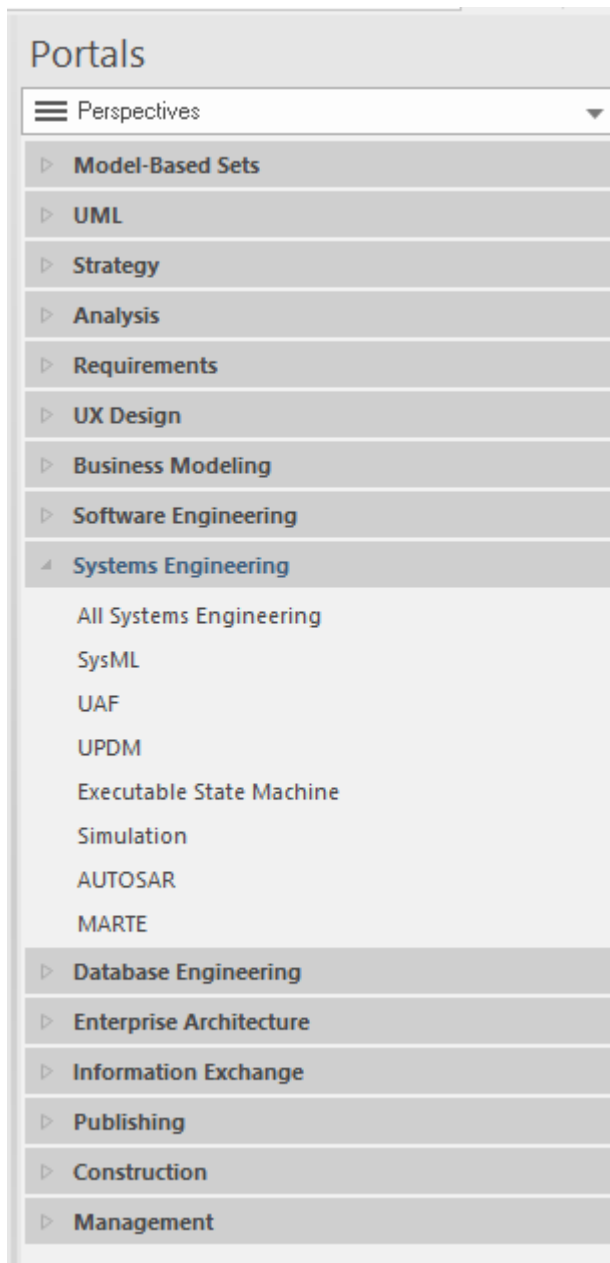 Portals
Perspectives
Model-Based Sets
UML
Strategy
Analysis
Requirements
UX Design
Business Modeling
Software Engineering
Systems Engineering
All Systems Engineering
SysML
UAF
UPDM
Executable State Machine
Simulation
AUTOSAR
MARTE
Database Engineering
Enterprise Architecture
Information Exchange
Publishing
Construction
Management